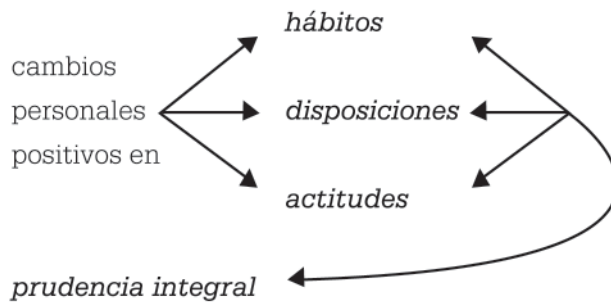 hábitos
cambios
personales
positivos en
disposiciones
actitudes
prudencia integral